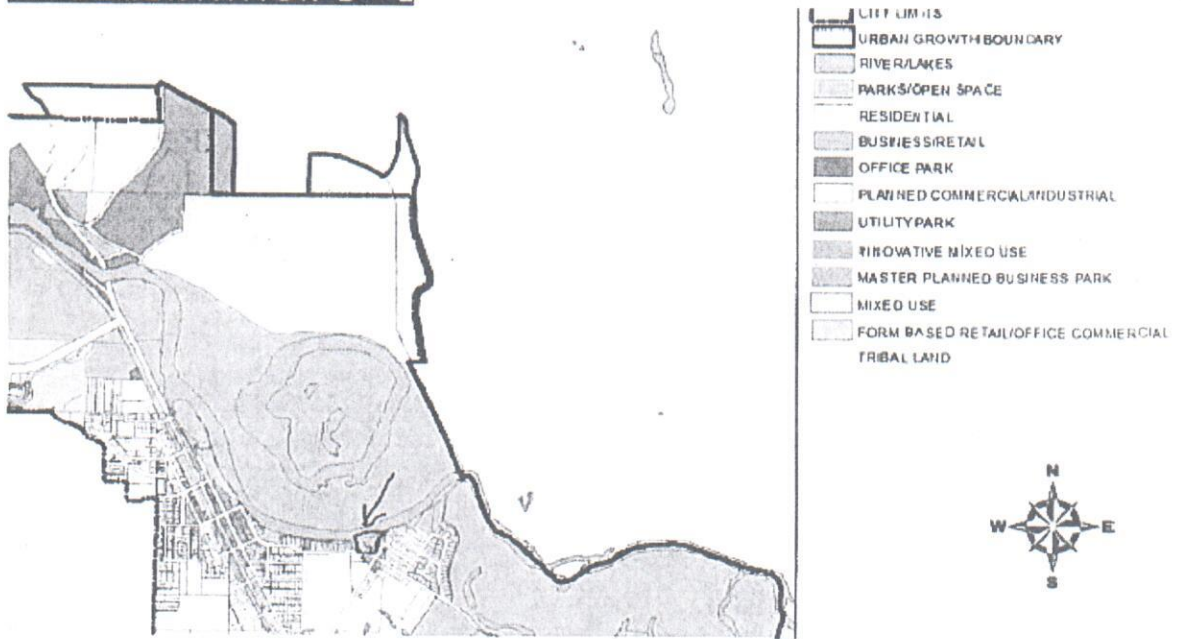 CITY LIMITS
URBAN GROWTH BOUNDARY
RIVER/LAKES
PARKS/OPEN SPACE
RESIDENTIAL
BUSINESS/RETAIL
OFFICE PARK
PLANNED COMMERCIAL/INDUSTRIAL
UTILITY PARK
INNOVATIVE MIXED USE
MASTER PLANNED BUSINESS PARK
MIXED USE
FORM BASED RETAIL/OFFICE COMMERCIAL
TRIBAL LAND
N
W E
S